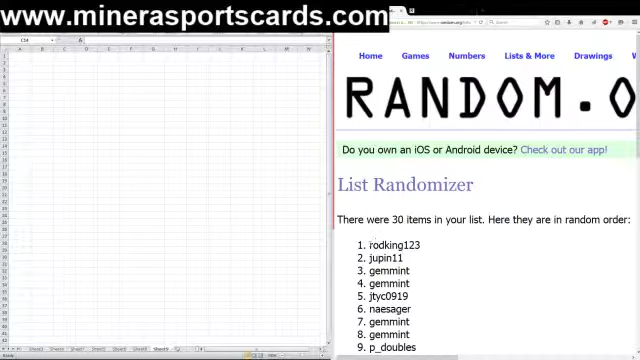 www.minerasportscards.com
Home Games Numbers Lists & More Drawings
RANDOM.O
Do you own an iOS or Android device? Check out our app!
List Randomizer
There were 30 items in your list. Here they are in random order:
1. rodking123
2. jupin11
3. gemmint
4. gemmint
5. jtyc0919
6. naesager
7. gemmint
8. gemmint
9. p_doubles